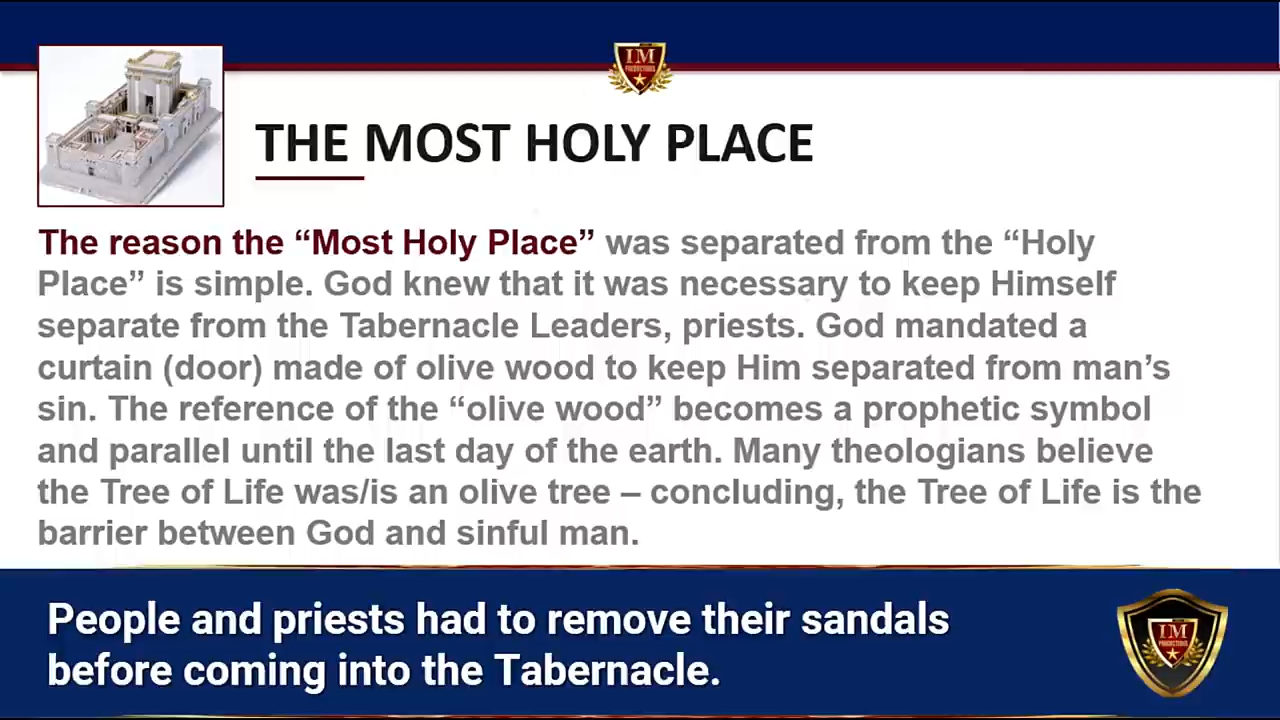 IM
PRODUCTIONS
THE MOST HOLY PLACE
The reason the “Most Holy Place” was separated from the “Holy
Place” is simple. God knew that it was necessary to keep Himself
separate from the Tabernacle Leaders, priests. God mandated a
curtain (door) made of olive wood to keep Him separated from man’s
sin. The reference of the “olive wood” becomes a prophetic symbol
and parallel until the last day of the earth. Many theologians believe
the Tree of Life was/is an olive tree – concluding, the Tree of Life is the
barrier between God and sinful man.
People and priests had to remove their sandals
before coming into the Tabernacle.
IM
PRODUCTIONS